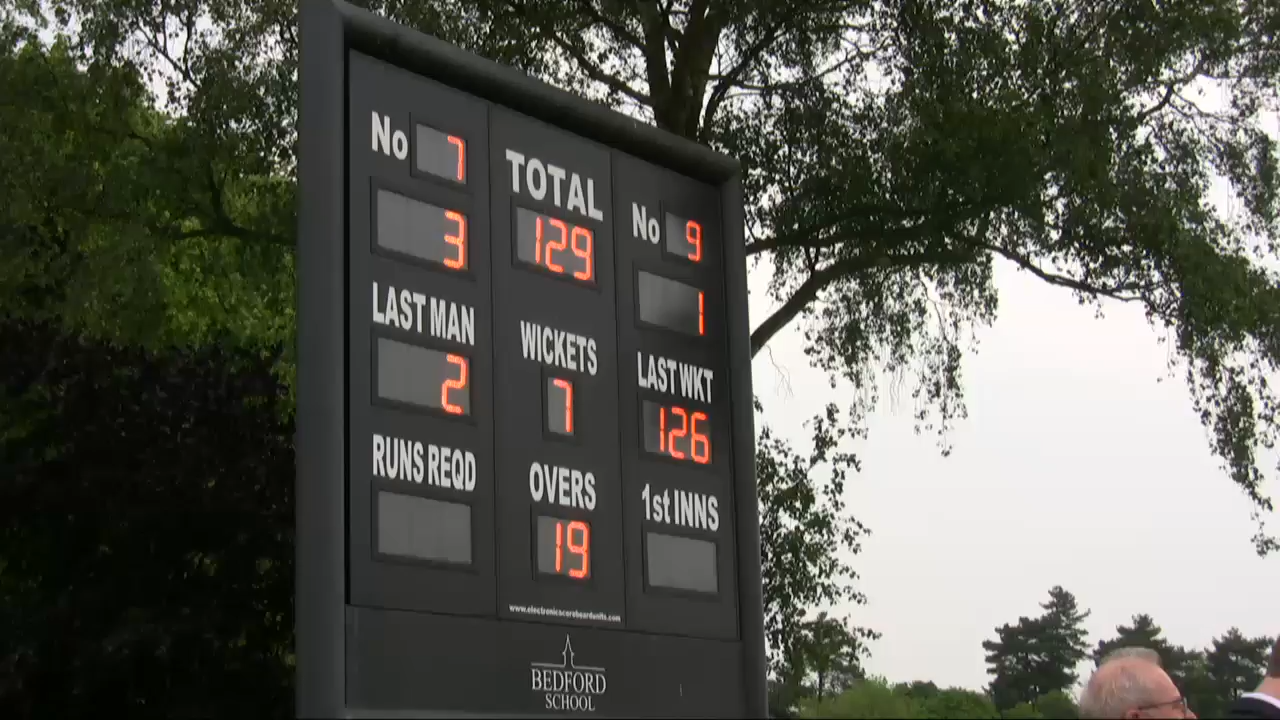 No 7
3
LAST MAN
2
RUNS REQD
TOTAL
129
WICKETS
7
OVERS
19
www.electronicscoreboardsuk.com
No 9
1
LAST WKT
126
1st INNS
BEDFORD
SCHOOL